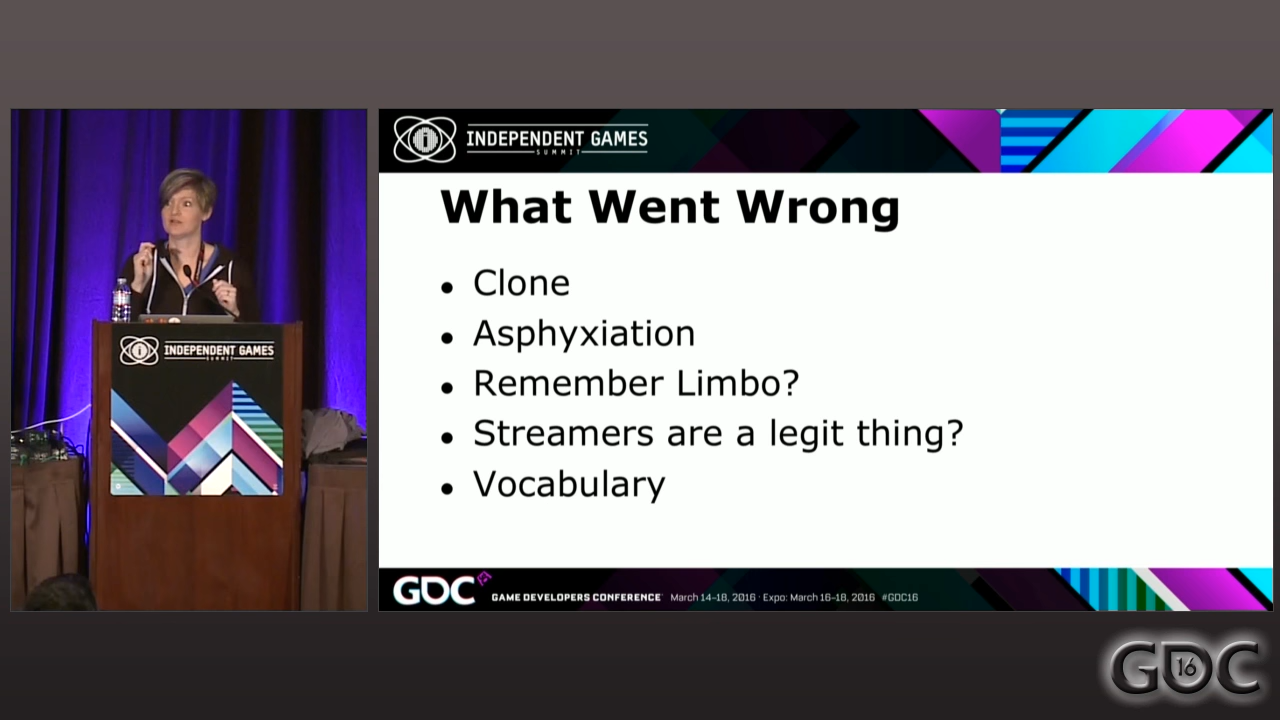 INDEPENDENT GAMES
SUMMIT
What Went Wrong
• Clone
• Asphyxiation
• Remember Limbo?
• Streamers are a legit thing?
• Vocabulary
INDEPENDENT GAMES
SUMMIT
GDC GAME DEVELOPERS CONFERENCE March 14-18, 2016 · Expo: March 16-18, 2016 #GDC16
GDC 16